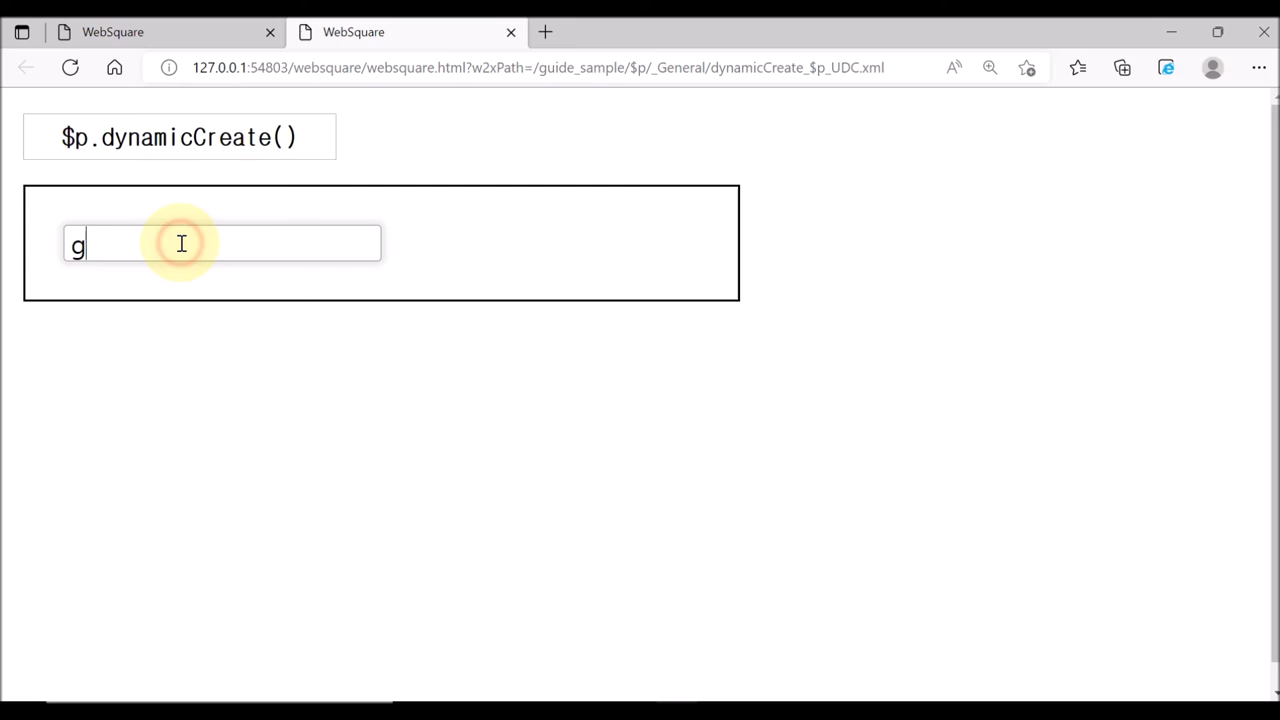 WebSquare
WebSquare
127.0.0.1:54803/websquare/websquare.html?w2xPath=/guide_sample/$p/_General/dynamicCreate_$p_UDC.xml
$p.dynamicCreate()
g